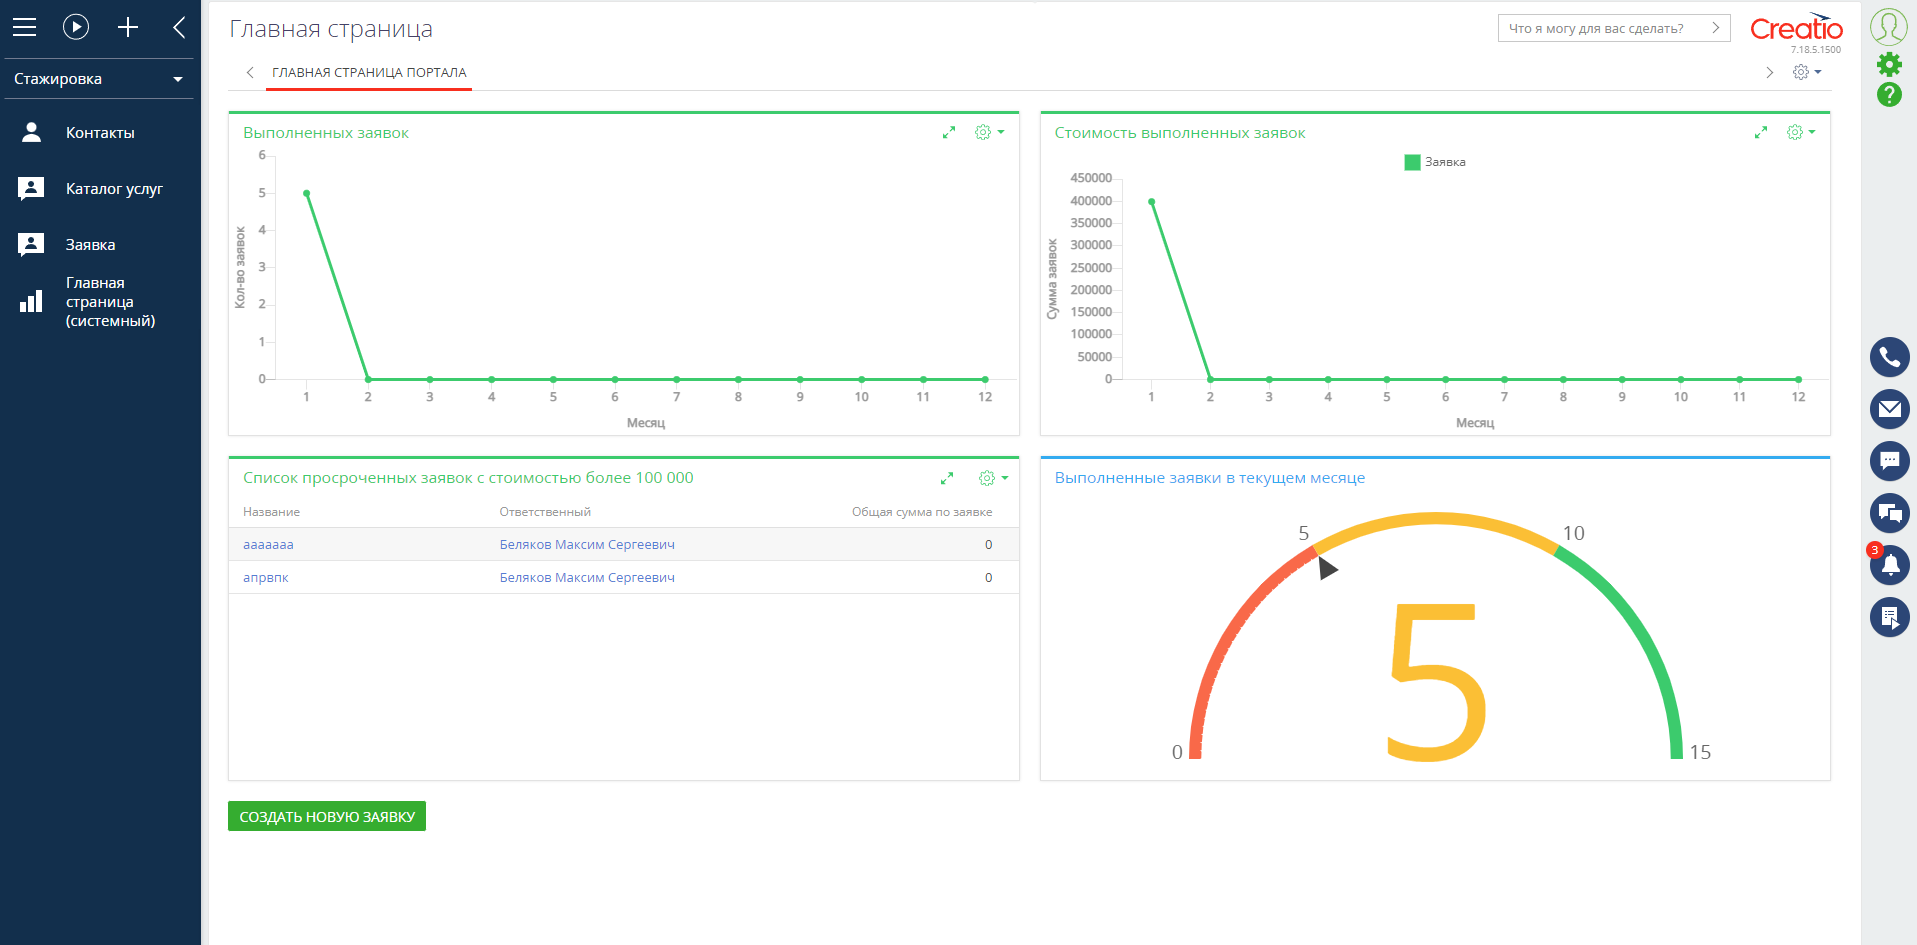 Главная страница
Что я могу для вас сделать?
Creatio
7.18.5.1500
Стажировка
ГЛАВНАЯ СТРАНИЦА ПОРТАЛА
Контакты
Каталог услуг
Заявка
Главная
страница
(системный)
Выполненных заявок
6
5
4
3
2
1
0
Кол-во заявок
1 2 3 4 5 6 7 8 9 10 11 12
Месяц
Стоимость выполненных заявок
Заявка
450000
400000
350000
300000
250000
200000
150000
100000
50000
0
Сумма заявок
1 2 3 4 5 6 7 8 9 10 11 12
Месяц
Список просроченных заявок с стоимостью более 100 000
Название Ответственный Общая сумма по заявке
ааааааа Беляков Максим Сергеевич 0
апрвпк Беляков Максим Сергеевич 0
Выполненные заявки в текущем месяце
5 10
5
0 15
3
СОЗДАТЬ НОВУЮ ЗАЯВКУ